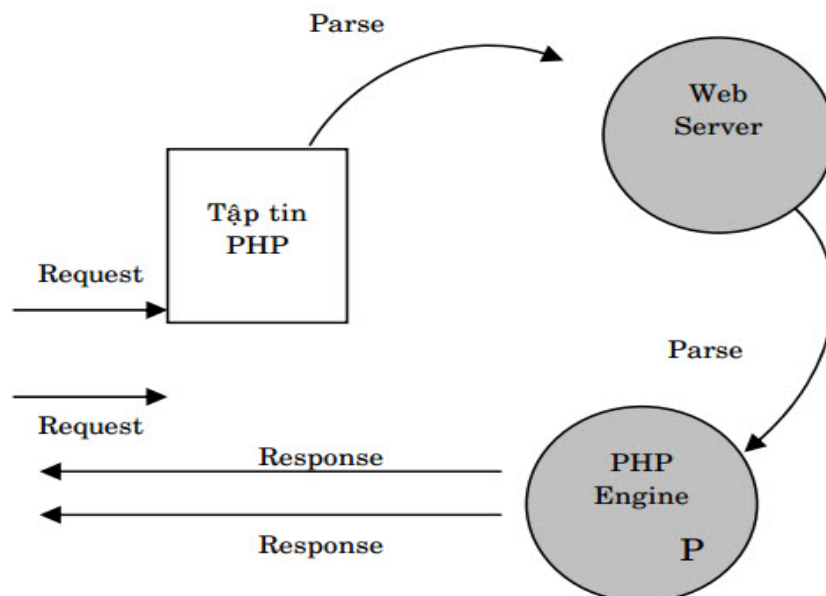 Parse
Web
Server
Tập tin
PHP
Request
Parse
Request
Response
PHP
Engine
P
Response